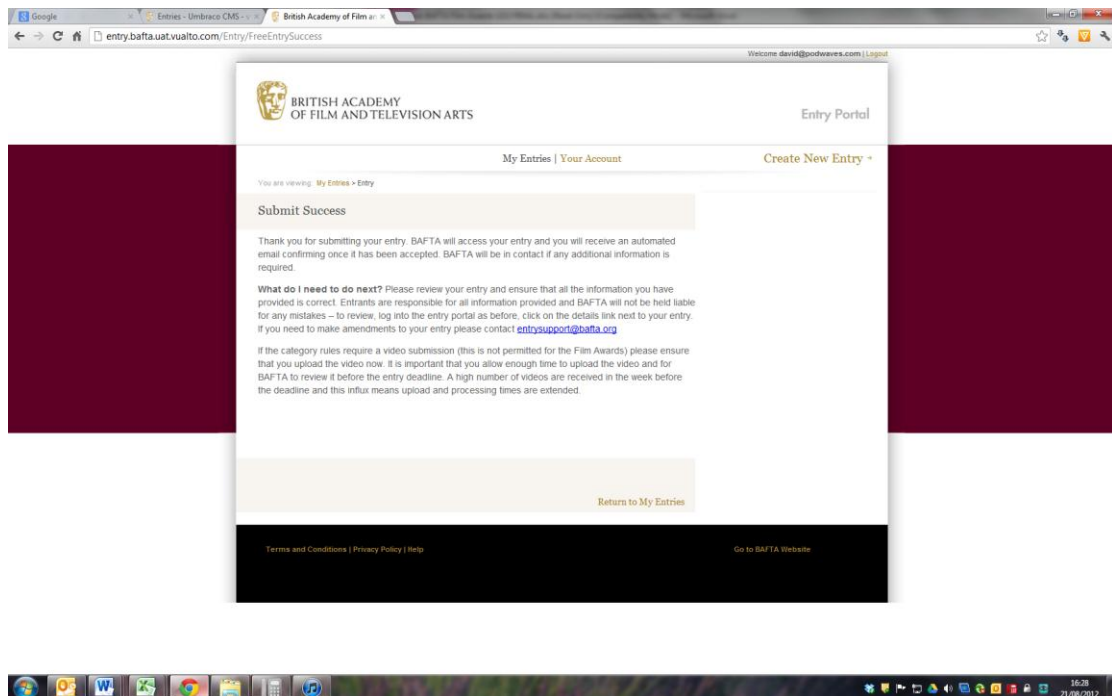 Google
Entries - Umbraco CMS - v
British Academy of Film an
entry.bafta.uat.vualto.com/Entry/FreeEntrySuccess
Welcome david@podwaves.com | Logout
BRITISH ACADEMY
OF FILM AND TELEVISION ARTS
Entry Portal
My Entries | Your Account
Create New Entry
You are viewing: My Entries > Entry
Submit Success
Thank you for submitting your entry. BAFTA will access your entry and you will receive an automated
email confirming once it has been accepted. BAFTA will be in contact if any additional information is
required.
What do I need to do next? Please review your entry and ensure that all the information you have
provided is correct. Entrants are responsible for all information provided and BAFTA will not be held liable
for any mistakes – to review, log into the entry portal as before, click on the details link next to your entry.
If you need to make amendments to your entry please contact entrysupport@bafta.org
If the category rules require a video submission (this is not permitted for the Film Awards) please ensure
that you upload the video now. It is important that you allow enough time to upload the video and for
BAFTA to review it before the entry deadline. A high number of videos are received in the week before
the deadline and this influx means upload and processing times are extended.
Return to My Entries
Terms and Conditions | Privacy Policy | Help
Go to BAFTA Website
16:28
21/08/2012